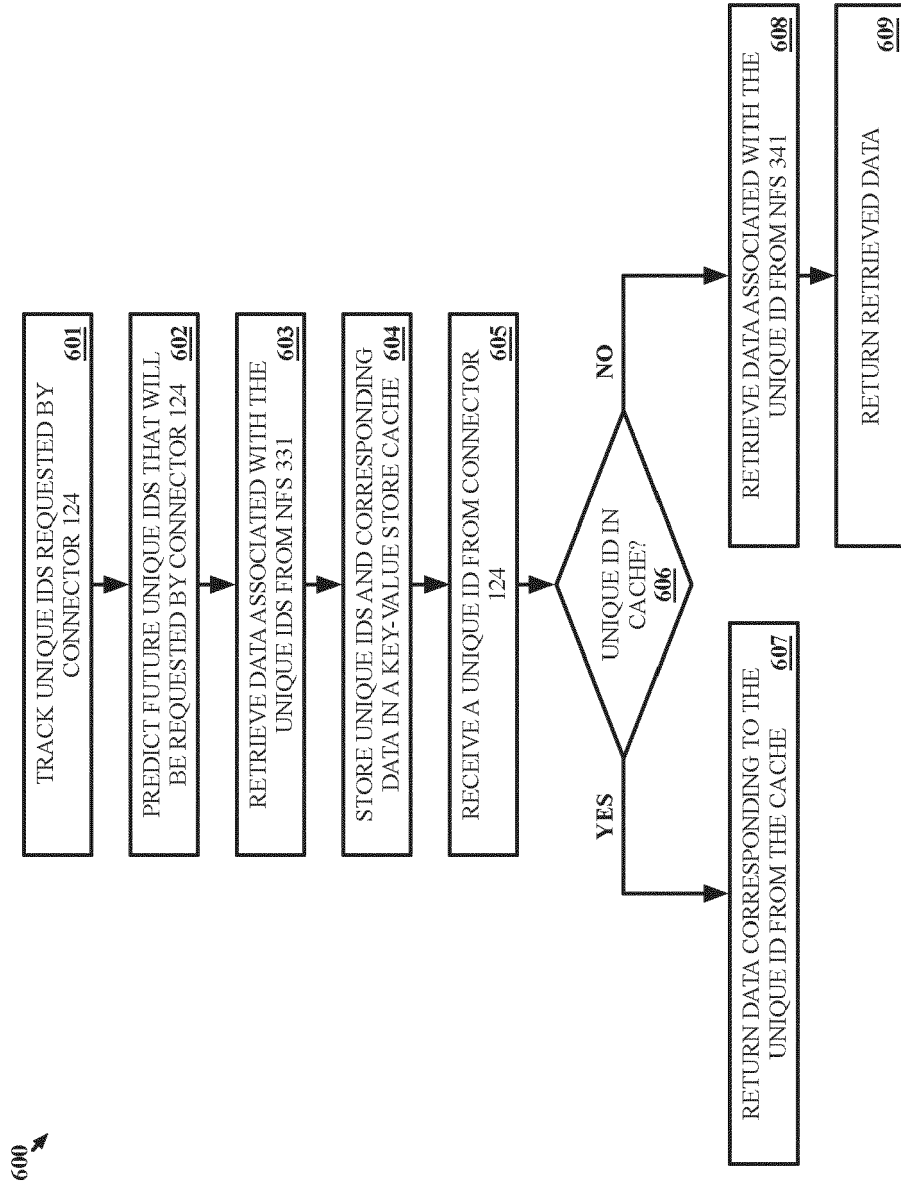 600
TRACK UNIQUE IDS REQUESTED BY
CONNECTOR 124
601
PREDICT FUTURE UNIQUE IDS THAT WILL
BE REQUESTED BY CONNECTOR 124
602
RETRIEVE DATA ASSOCIATED WITH THE
UNIQUE IDS FROM NFS 331
603
STORE UNIQUE IDS AND CORRESPONDING
DATA IN A KEY-VALUE STORE CACHE
604
RECEIVE A UNIQUE ID FROM CONNECTOR
124
605
UNIQUE ID IN
CACHE?
606
YES
NO
RETURN DATA CORRESPONDING TO THE
UNIQUE ID FROM THE CACHE
607
RETRIEVE DATA ASSOCIATED WITH THE
UNIQUE ID FROM NFS 341
608
RETURN RETRIEVED DATA
609